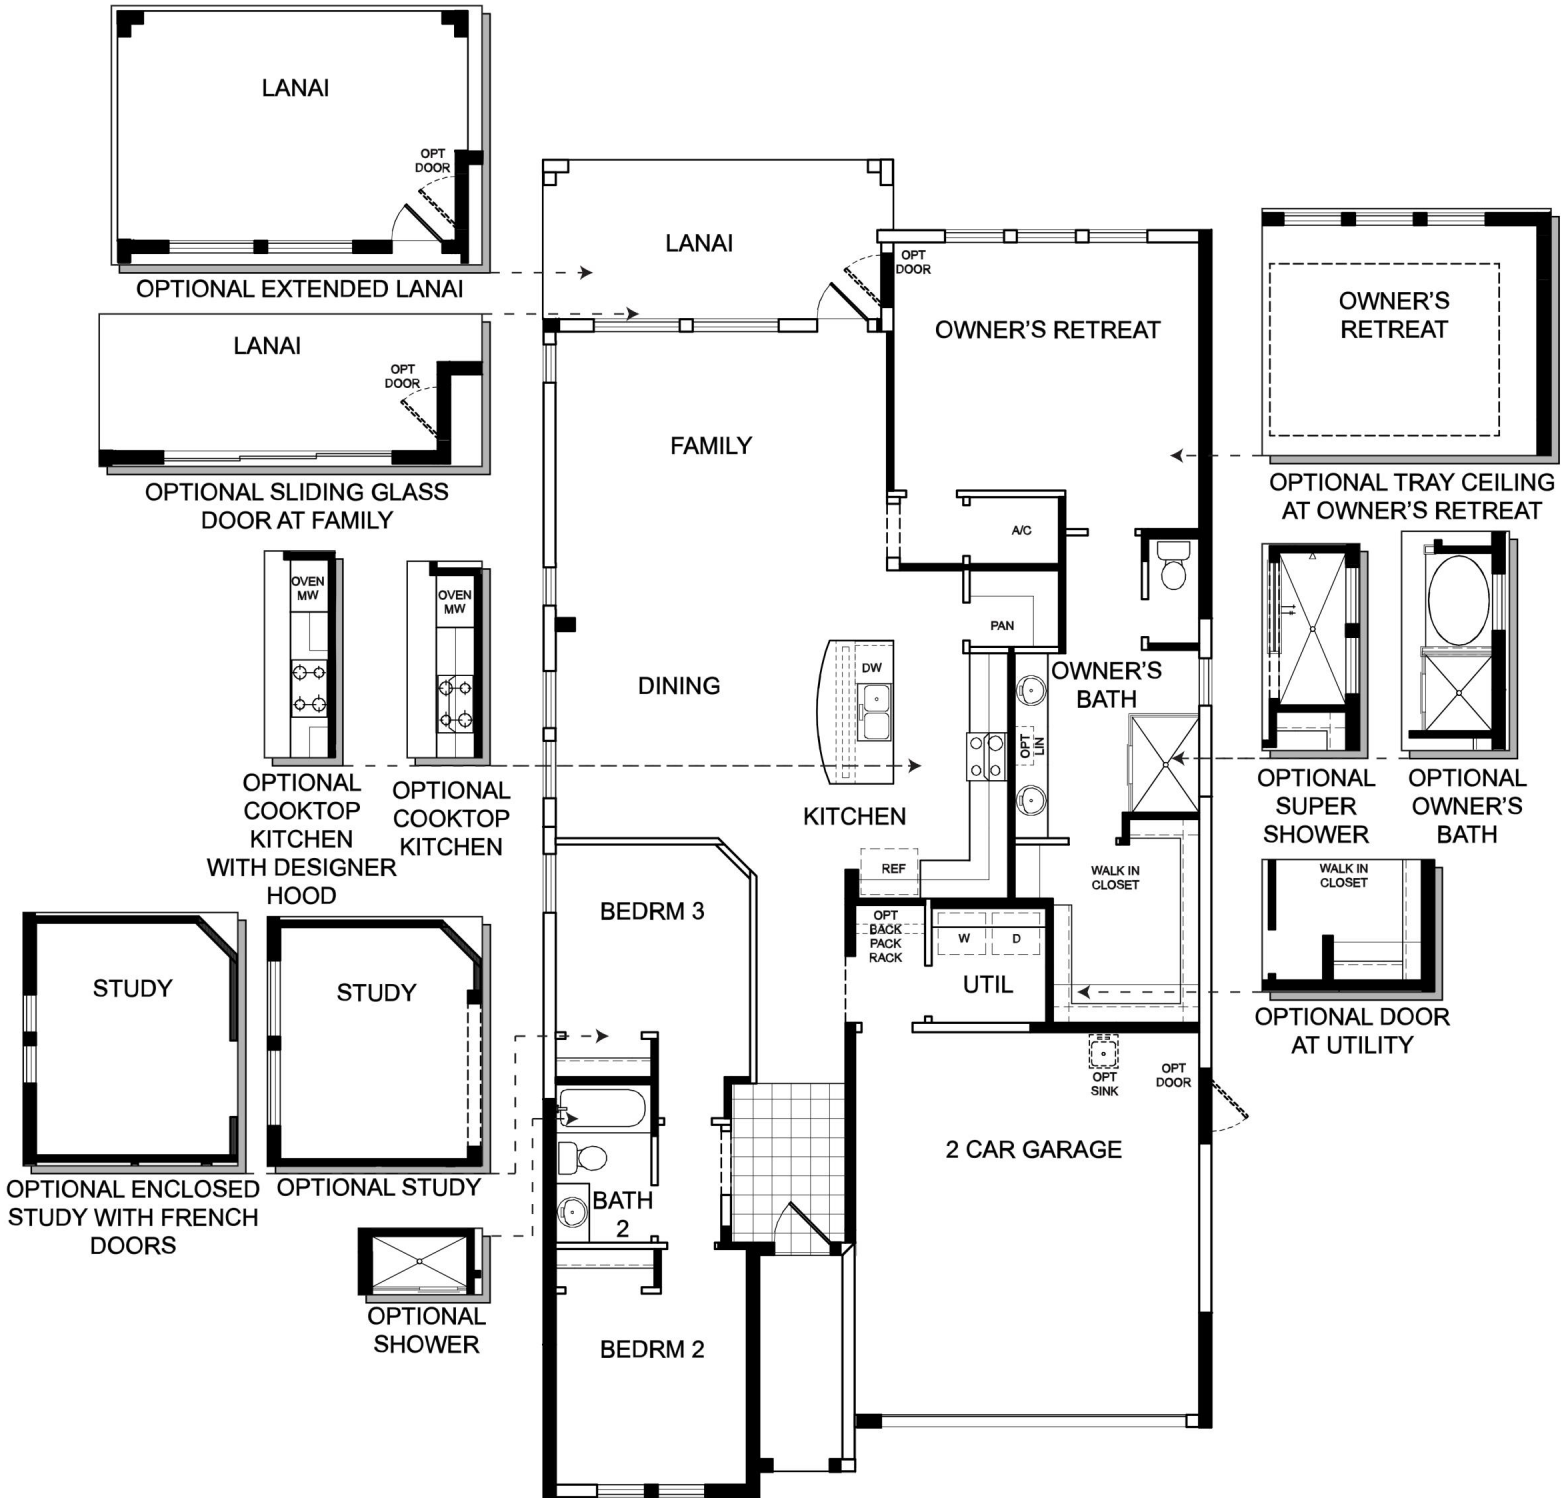 LANAI
OPT
DOOR
OPTIONAL EXTENDED LANAI
LANAI
OPT
DOOR
OPTIONAL SLIDING GLASS
DOOR AT FAMILY
OVEN
MW
OPTIONAL
COOKTOP
KITCHEN
WITH DESIGNER
HOOD
OVEN
MW
OPTIONAL
COOKTOP
KITCHEN
STUDY
OPTIONAL ENCLOSED
STUDY WITH FRENCH
DOORS
STUDY
OPTIONAL STUDY
OPTIONAL
SHOWER
LANAI
OPT
DOOR
OWNER'S RETREAT
FAMILY
A/C
PAN
DINING
DW
KITCHEN
REF
OWNER'S
BATH
OPT
LIN
WALK IN
CLOSET
BEDRM 3
OPT
BACK
PACK
RACK
W
D
UTIL
OPT
SINK
OPT
DOOR
2 CAR GARAGE
BATH
2
BEDRM 2
OWNER'S
RETREAT
OPTIONAL TRAY CEILING
AT OWNER'S RETREAT
OPTIONAL
SUPER
SHOWER
OPTIONAL
OWNER'S
BATH
WALK IN
CLOSET
OPTIONAL DOOR
AT UTILITY